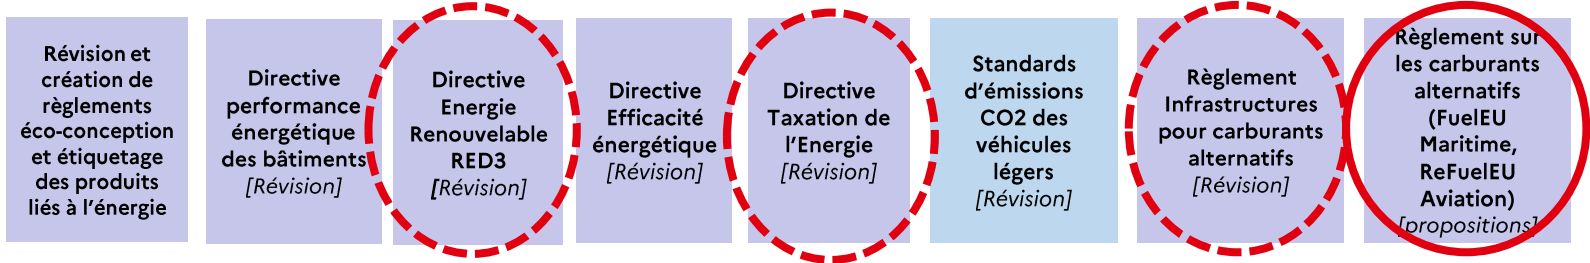 Révision et
création de
règlements
éco-conception
et étiquetage
des produits
liés à l'énergie
Directive
performance
énergétique
des bâtiments
[Révision]
Directive
Energie
Renouvelable
RED3
[Révision]
Directive
Efficacité
énergétique
[Révision]
Directive
Taxation de
l'Energie
[Révision]
Standards
d'émissions
CO2 des
véhicules
légers
[Révision]
Règlement
Infrastructures
pour carburants
alternatifs
[Révision]
Règlement sur
les carburants
alternatifs
(FuelEU
Maritime,
ReFuelEU
Aviation)
[propositions]